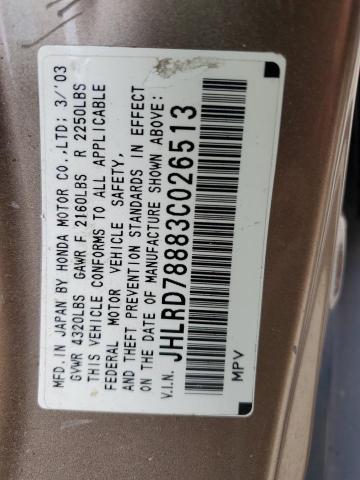 MFD. IN JAPAN BY HONDA MOTOR CO.,LTD; 3/'03
GVWR 4320LBS GAWR F 2160LBS R 2250LBS
THIS VEHICLE CONFORMS TO ALL APPLICABLE
FEDERAL MOTOR VEHICLE SAFETY,
AND THEFT PREVENTION STANDARDS IN EFFECT
ON THE DATE OF MANUFACTURE SHOWN ABOVE:
V.I.N. JHLRD78883C026513
MPV